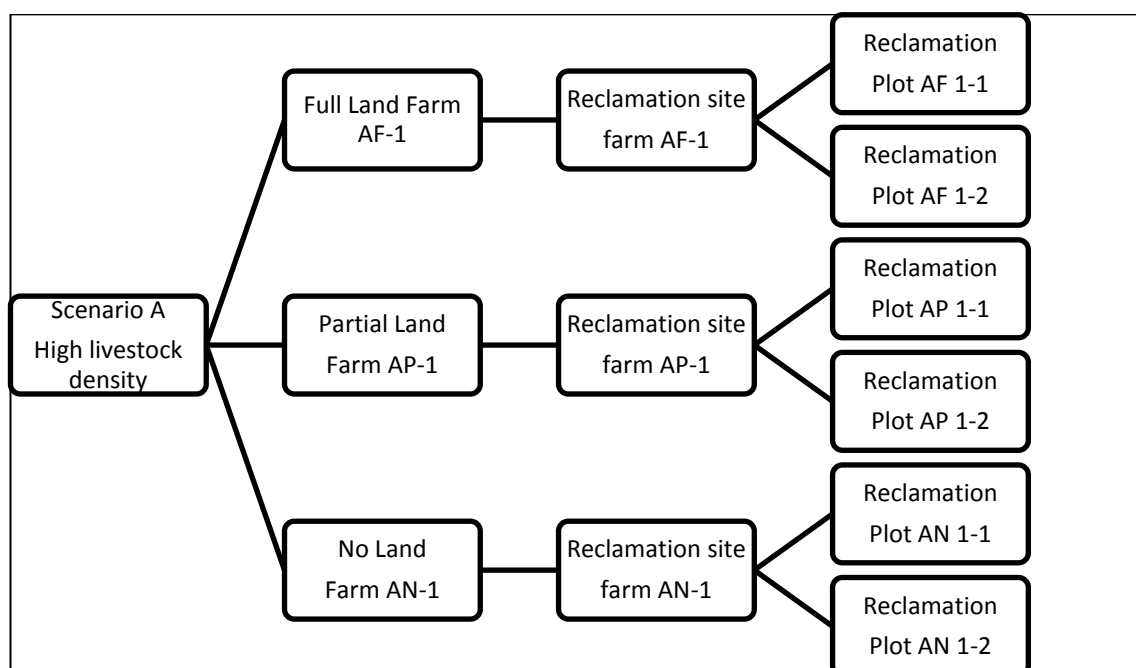 Scenario A
High livestock
density
Full Land Farm
AF-1
Reclamation site
farm AF-1
Reclamation
Plot AF 1-1
Reclamation
Plot AF 1-2
Partial Land
Farm AP-1
Reclamation site
farm AP-1
Reclamation
Plot AP 1-1
Reclamation
Plot AP 1-2
No Land
Farm AN-1
Reclamation site
farm AN-1
Reclamation
Plot AN 1-1
Reclamation
Plot AN 1-2